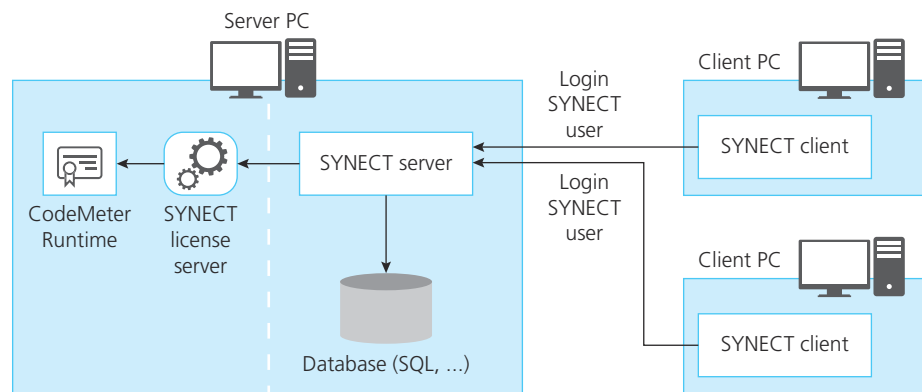 Server PC
Login
SYNECT
user
Client PC
SYNECT client
SYNECT server
CodeMeter
Runtime
SYNECT
license
server
Login
SYNECT
user
Client PC
SYNECT client
Database (SQL, ...)